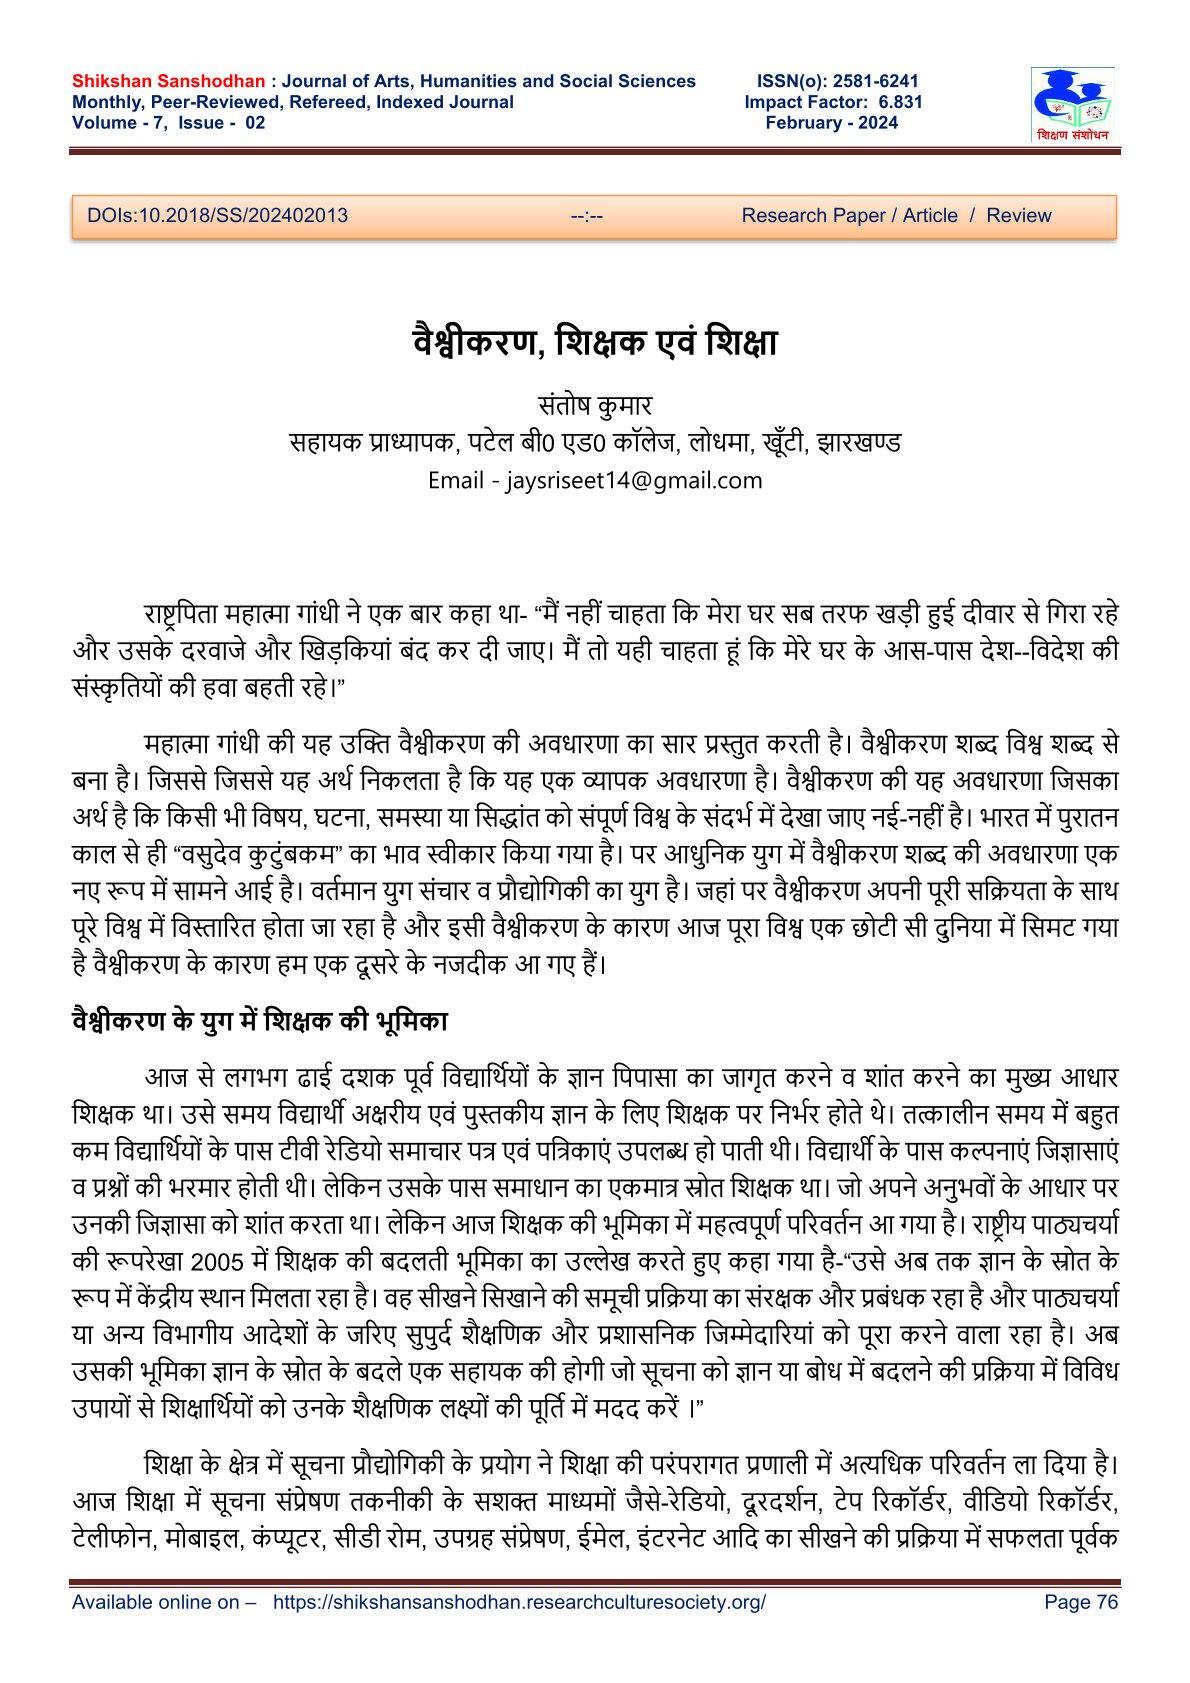 Shikshan Sanshodhan : Journal of Arts, Humanities and Social Sciences ISSN(o): 2581-6241
Monthly, Peer-Reviewed, Refereed, Indexed Journal Impact Factor: 6.831
Volume - 7, Issue - 02 February - 2024
शिक्षण संशोधन
DOIs:10.2018/SS/202402013 --:-- Research Paper / Article / Review
वैश्वीकरण, शिक्षक एवं शिक्षा
संतोष कुमार
सहायक प्राध्यापक, पटेल बी0 एड0 कॉलेज, लोधमा, खूँटी, झारखण्ड
Email - jaysriseet14@gmail.com
राष्ट्रपिता महात्मा गांधी ने एक बार कहा था- “मैं नहीं चाहता कि मेरा घर सब तरफ खड़ी हुई दीवार से गिरा रहे
और उसके दरवाजे और खिड़कियां बंद कर दी जाए। मैं तो यही चाहता हूं कि मेरे घर के आस-पास देश--विदेश की
संस्कृतियों की हवा बहती रहे।”
महात्मा गांधी की यह उक्ति वैश्वीकरण की अवधारणा का सार प्रस्तुत करती है। वैश्वीकरण शब्द विश्व शब्द से
बना है। जिससे जिससे यह अर्थ निकलता है कि यह एक व्यापक अवधारणा है। वैश्वीकरण की यह अवधारणा जिसका
अर्थ है कि किसी भी विषय, घटना, समस्या या सिद्धांत को संपूर्ण विश्व के संदर्भ में देखा जाए नई-नहीं है। भारत में पुरातन
काल से ही “वसुदेव कुटुंबकम” का भाव स्वीकार किया गया है। पर आधुनिक युग में वैश्वीकरण शब्द की अवधारणा एक
नए रूप में सामने आई है। वर्तमान युग संचार व प्रौद्योगिकी का युग है। जहां पर वैश्वीकरण अपनी पूरी सक्रियता के साथ
पूरे विश्व में विस्तारित होता जा रहा है और इसी वैश्वीकरण के कारण आज पूरा विश्व एक छोटी सी दुनिया में सिमट गया
है वैश्वीकरण के कारण हम एक दूसरे के नजदीक आ गए हैं।
वैश्वीकरण के युग में शिक्षक की भूमिका
आज से लगभग ढाई दशक पूर्व विद्यार्थियों के ज्ञान पिपासा का जागृत करने व शांत करने का मुख्य आधार
शिक्षक था। उसे समय विद्यार्थी अक्षरीय एवं पुस्तकीय ज्ञान के लिए शिक्षक पर निर्भर होते थे। तत्कालीन समय में बहुत
कम विद्यार्थियों के पास टीवी रेडियो समाचार पत्र एवं पत्रिकाएं उपलब्ध हो पाती थी। विद्यार्थी के पास कल्पनाएं जिज्ञासाएं
व प्रश्नों की भरमार होती थी। लेकिन उसके पास समाधान का एकमात्र स्रोत शिक्षक था। जो अपने अनुभवों के आधार पर
उनकी जिज्ञासा को शांत करता था। लेकिन आज शिक्षक की भूमिका में महत्वपूर्ण परिवर्तन आ गया है। राष्ट्रीय पाठ्यचर्या
की रूपरेखा 2005 में शिक्षक की बदलती भूमिका का उल्लेख करते हुए कहा गया है-“उसे अब तक ज्ञान के स्रोत के
रूप में केंद्रीय स्थान मिलता रहा है। वह सीखने सिखाने की समूची प्रक्रिया का संरक्षक और प्रबंधक रहा है और पाठ्यचर्या
या अन्य विभागीय आदेशों के जरिए सुपुर्द शैक्षणिक और प्रशासनिक जिम्मेदारियां को पूरा करने वाला रहा है। अब
उसकी भूमिका ज्ञान के स्रोत के बदले एक सहायक की होगी जो सूचना को ज्ञान या बोध में बदलने की प्रक्रिया में विविध
उपायों से शिक्षार्थियों को उनके शैक्षणिक लक्ष्यों की पूर्ति में मदद करें ।”
शिक्षा के क्षेत्र में सूचना प्रौद्योगिकी के प्रयोग ने शिक्षा की परंपरागत प्रणाली में अत्यधिक परिवर्तन ला दिया है।
आज शिक्षा में सूचना संप्रेषण तकनीकी के सशक्त माध्यमों जैसे-रेडियो, दूरदर्शन, टेप रिकॉर्डर, वीडियो रिकॉर्डर,
टेलीफोन, मोबाइल, कंप्यूटर, सीडी रोम, उपग्रह संप्रेषण, ईमेल, इंटरनेट आदि का सीखने की प्रक्रिया में सफलता पूर्वक
Available online on – https://shikshansanshodhan.researchculturesociety.org/ Page 76